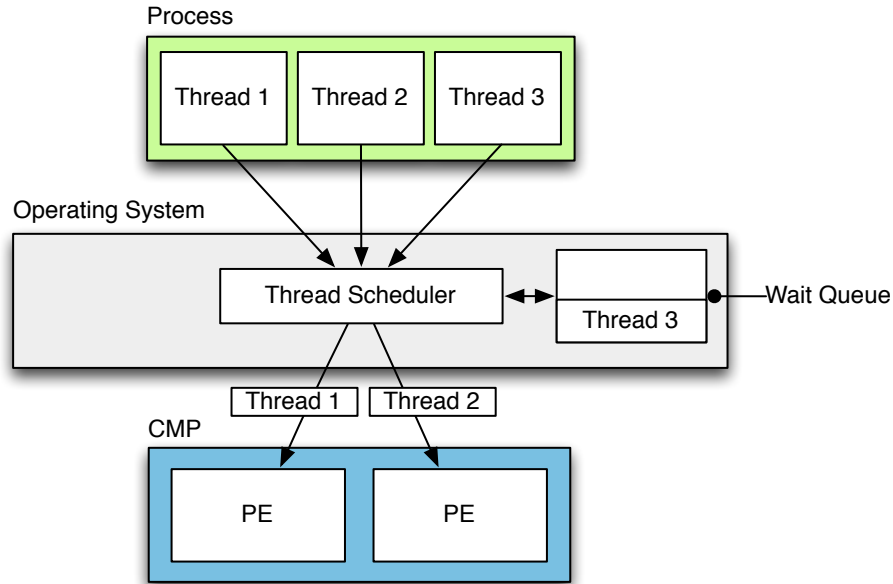 Process
Thread 1
Thread 2
Thread 3
Operating System
Thread Scheduler
Thread 3
Wait Queue
Thread 1
Thread 2
CMP
PE
PE